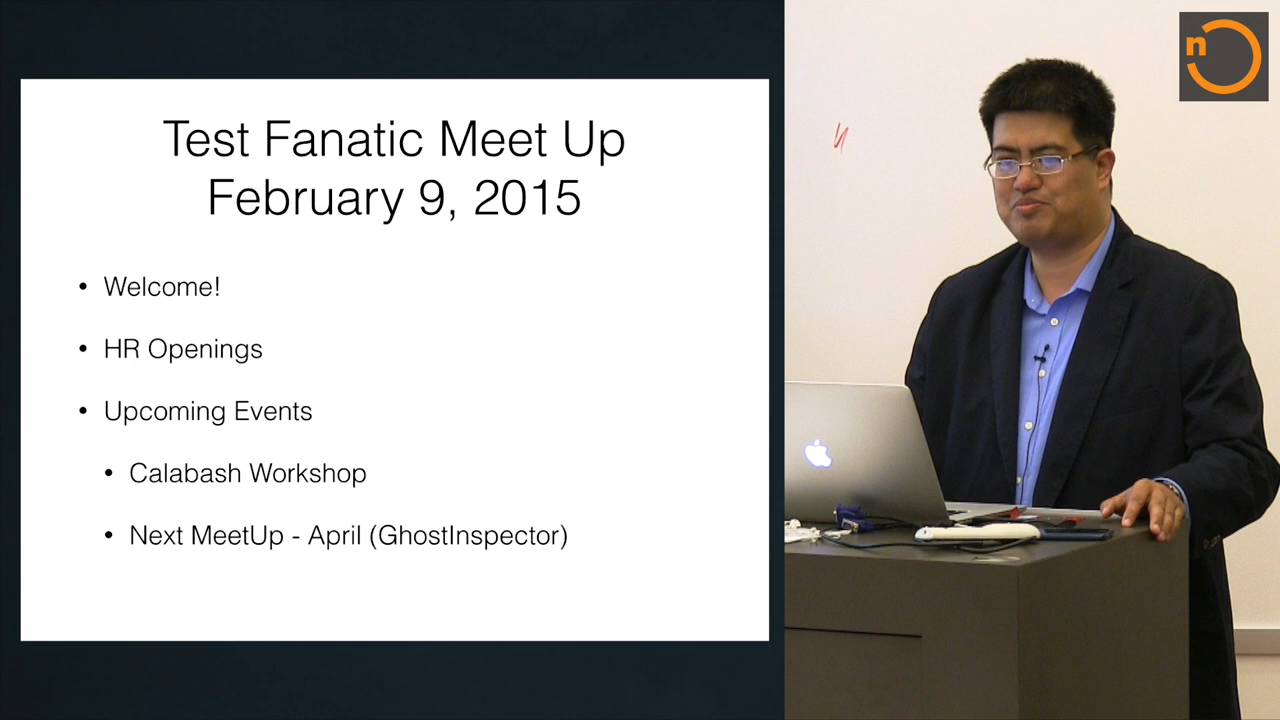 Test Fanatic Meet Up
February 9, 2015
• Welcome!
• HR Openings
• Upcoming Events
• Calabash Workshop
• Next MeetUp - April (GhostInspector)
n